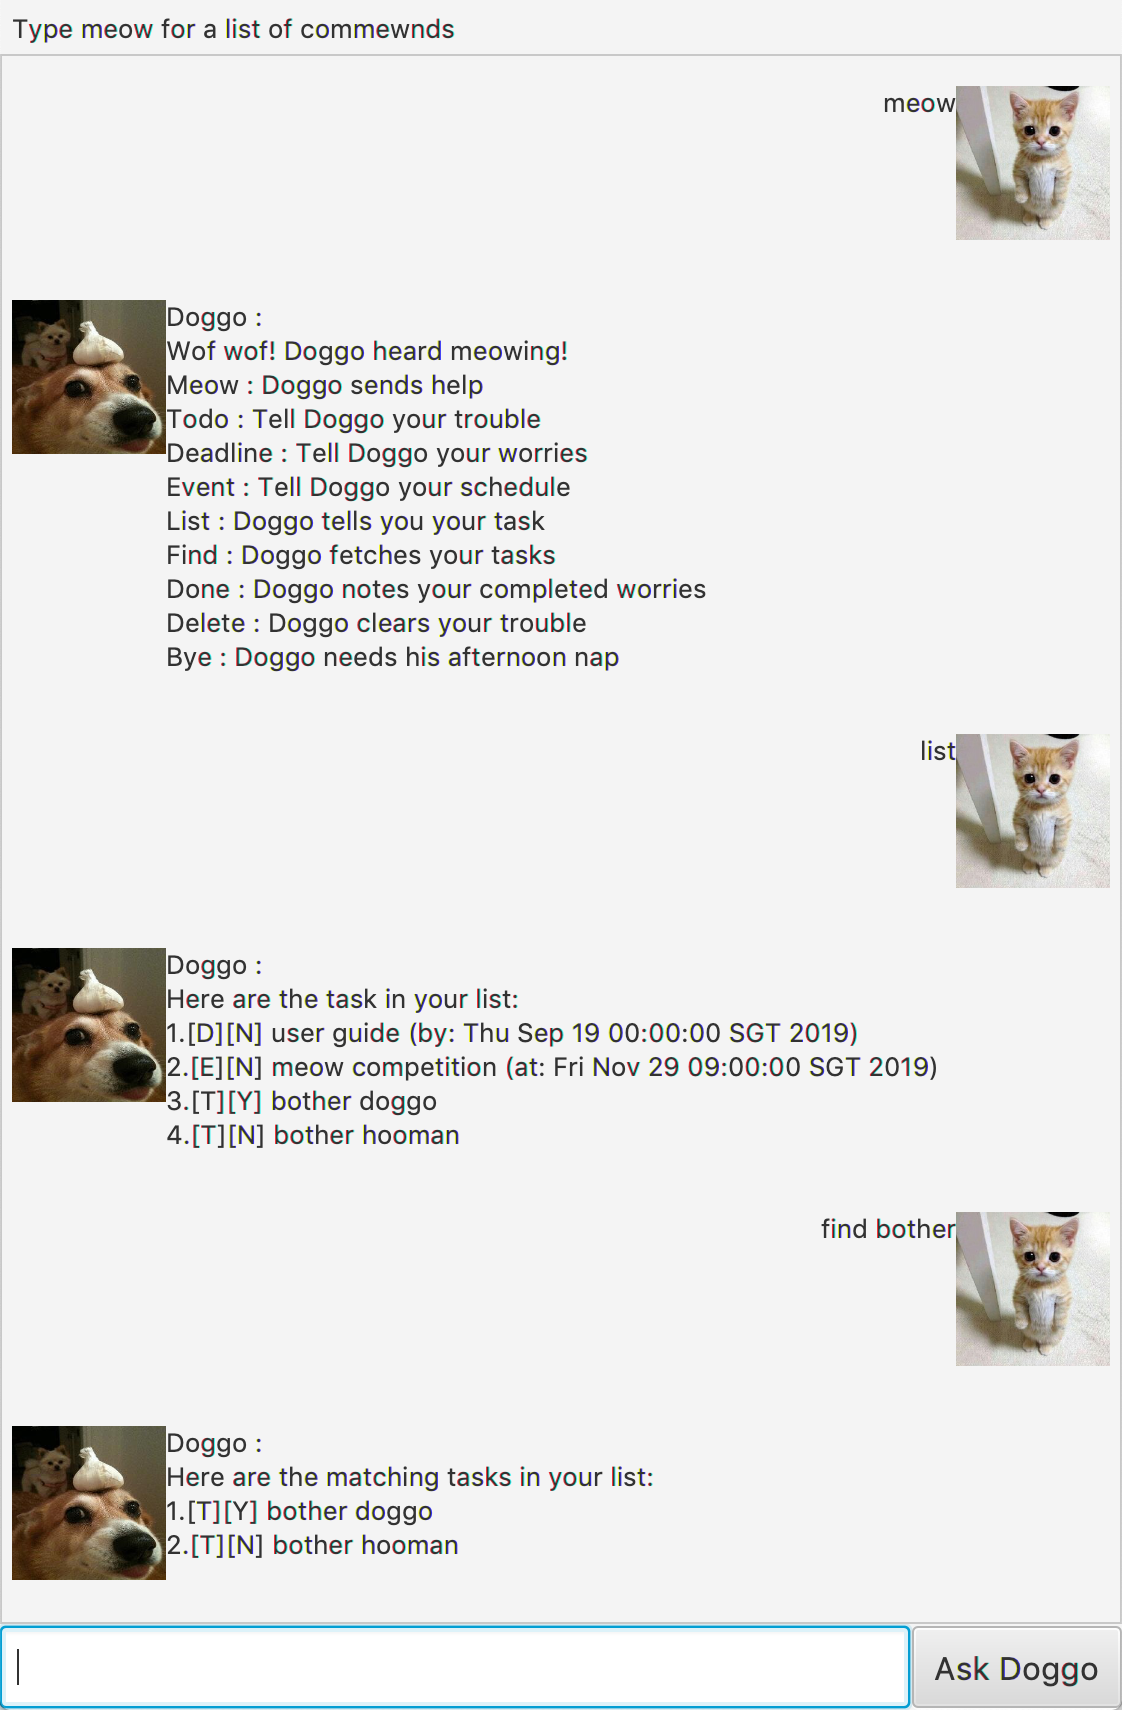 Type meow for a list of commewnds
meow
Doggo :
Wof wof! Doggo heard meowing!
Meow : Doggo sends help
Todo : Tell Doggo your trouble
Deadline : Tell Doggo your worries
Event : Tell Doggo your schedule
List : Doggo tells you your task
Find : Doggo fetches your tasks
Done : Doggo notes your completed worries
Delete : Doggo clears your trouble
Bye : Doggo needs his afternoon nap
list
Doggo :
Here are the task in your list:
1.[D][N] user guide (by: Thu Sep 19 00:00:00 SGT 2019)
2.[E][N] meow competition (at: Fri Nov 29 09:00:00 SGT 2019)
3.[T][Y] bother doggo
4.[T][N] bother hooman
find bother
Doggo :
Here are the matching tasks in your list:
1.[T][Y] bother doggo
2.[T][N] bother hooman
Ask Doggo